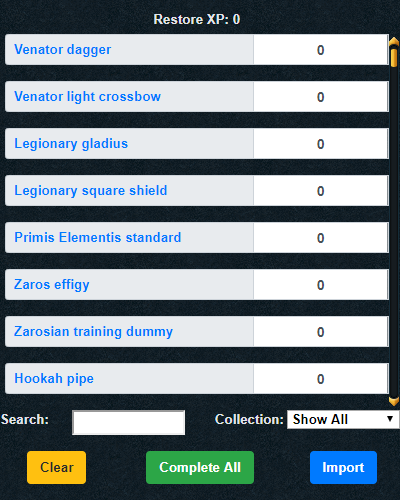 Restore XP: 0
Venator dagger 0
Venator light crossbow 0
Legionary gladius 0
Legionary square shield 0
Primis Elementis standard 0
Zaros effigy 0
Zarosian training dummy 0
Hookah pipe 0
Search: Collection: Show All
Clear Complete All Import